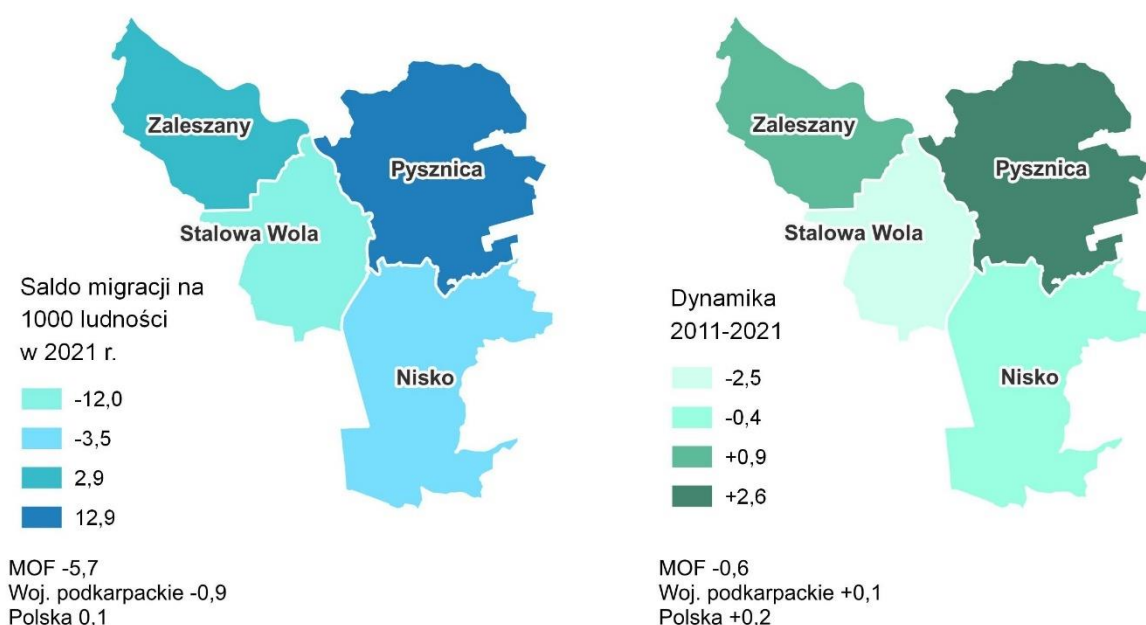 Zaleszany
Pysznica
Stalowa Wola
Nisko
Saldo migracji na
1000 ludności
w 2021 r.
-12,0
-3,5
2,9
12,9
MOF -5,7
Woj. podkarpackie -0,9
Polska 0,1
Zaleszany
Pysznica
Stalowa Wola
Nisko
Dynamika
2011-2021
-2,5
-0,4
+0,9
+2,6
MOF -0,6
Woj. podkarpackie +0,1
Polska +0,2